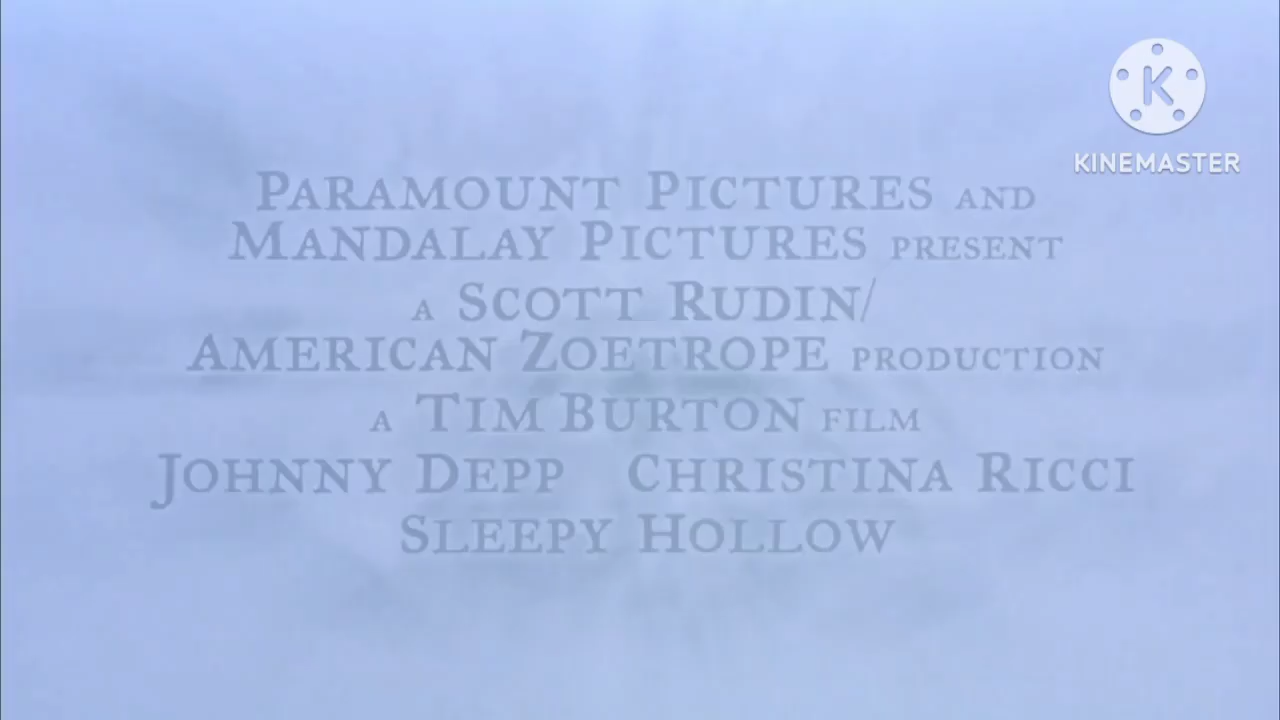 K
KINEMASTER
PARAMOUNT PICTURES AND
MANDALAY PICTURES PRESENT
A SCOTT RUDIN/
AMERICAN ZOETROPE PRODUCTION
A TIM BURTON FILM
JOHNNY DEPP CHRISTINA RICCI
SLEEPY HOLLOW